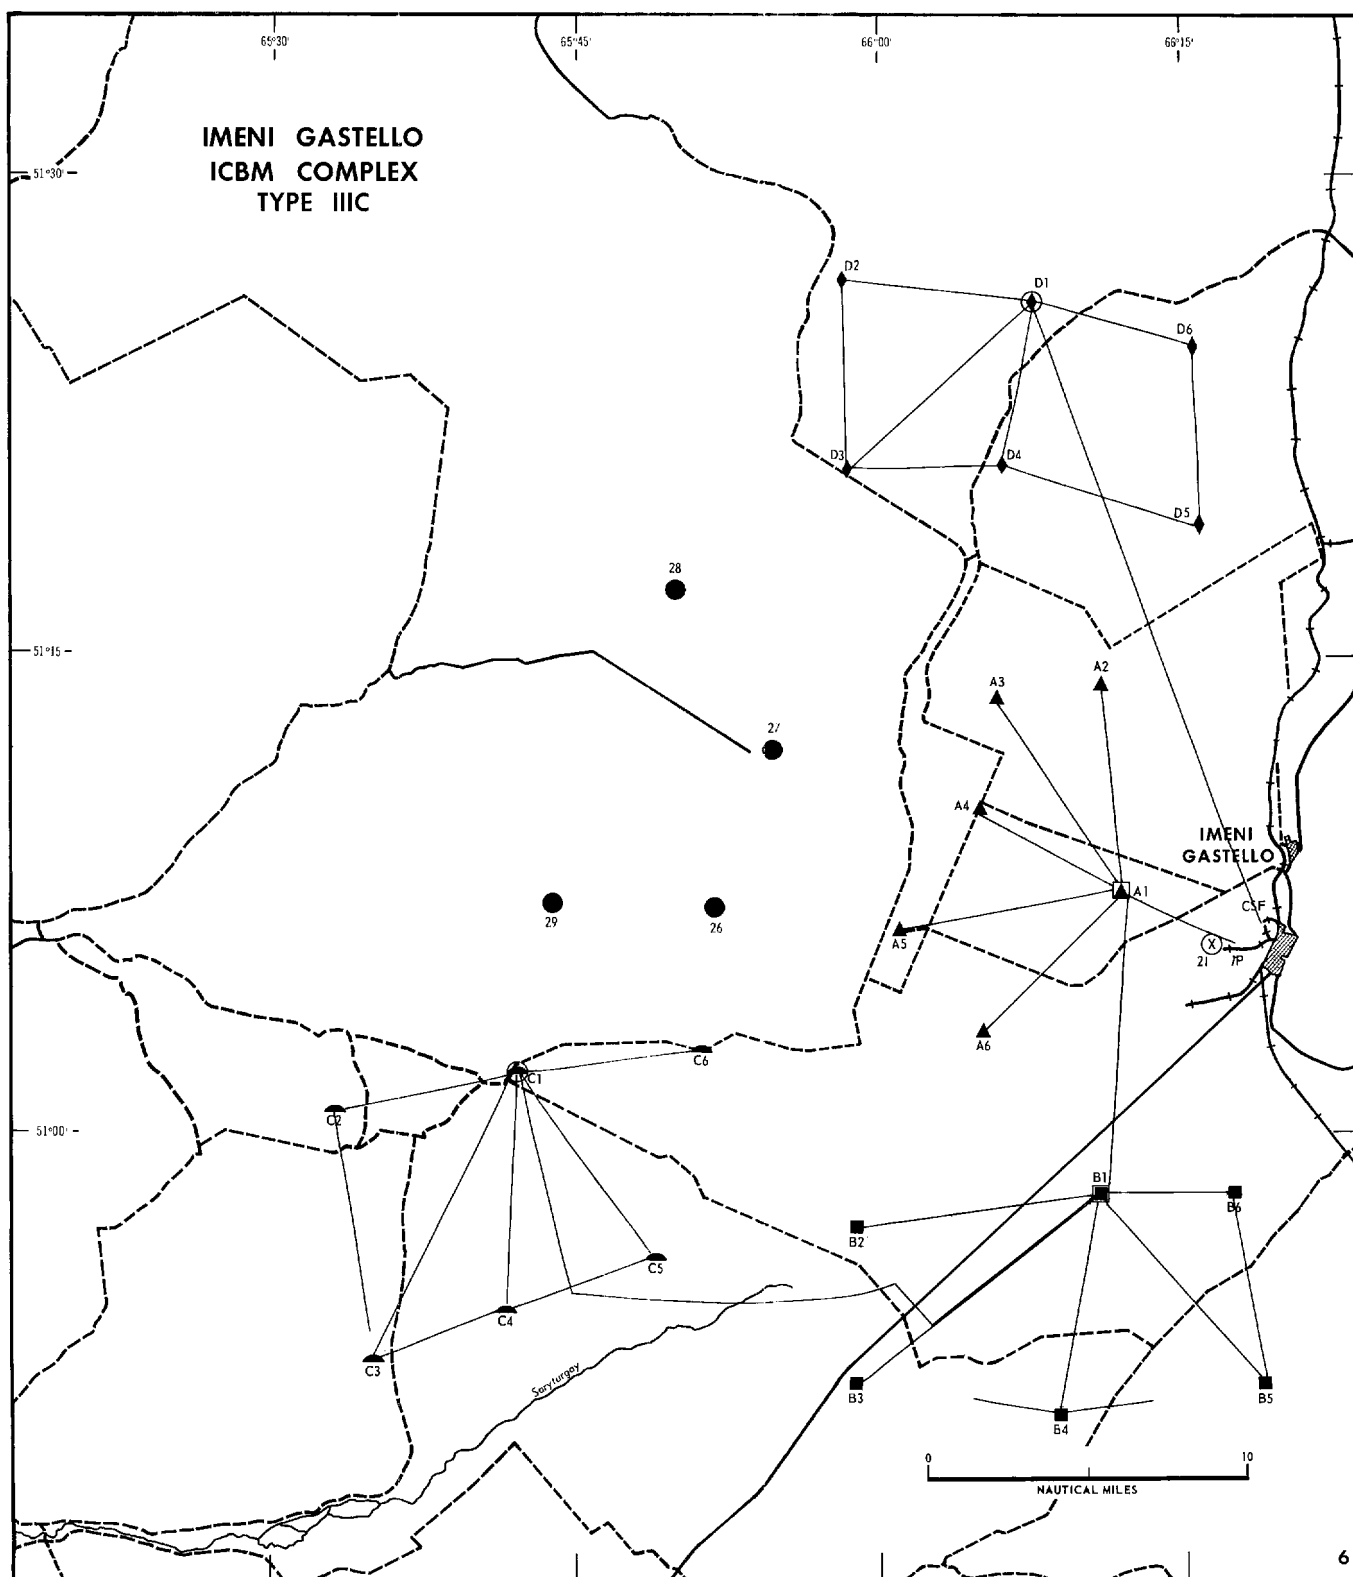 65°30'
65°45'
66°00'
66°15'
IMENI GASTELLO
ICBM COMPLEX
TYPE IIIC
51°30'
D2
D1
D6
D3
D4
D5
28
51°15'
A3
A2
27
A4
IMENI
GASTELLO
A1
CSF
29
26
A5
21
TP
A6
C6
C1
C2
51°00'
B1
B6
B2
C5
C4
C3
Saryturgay
B3
B5
B4
0
10
NAUTICAL MILES
6